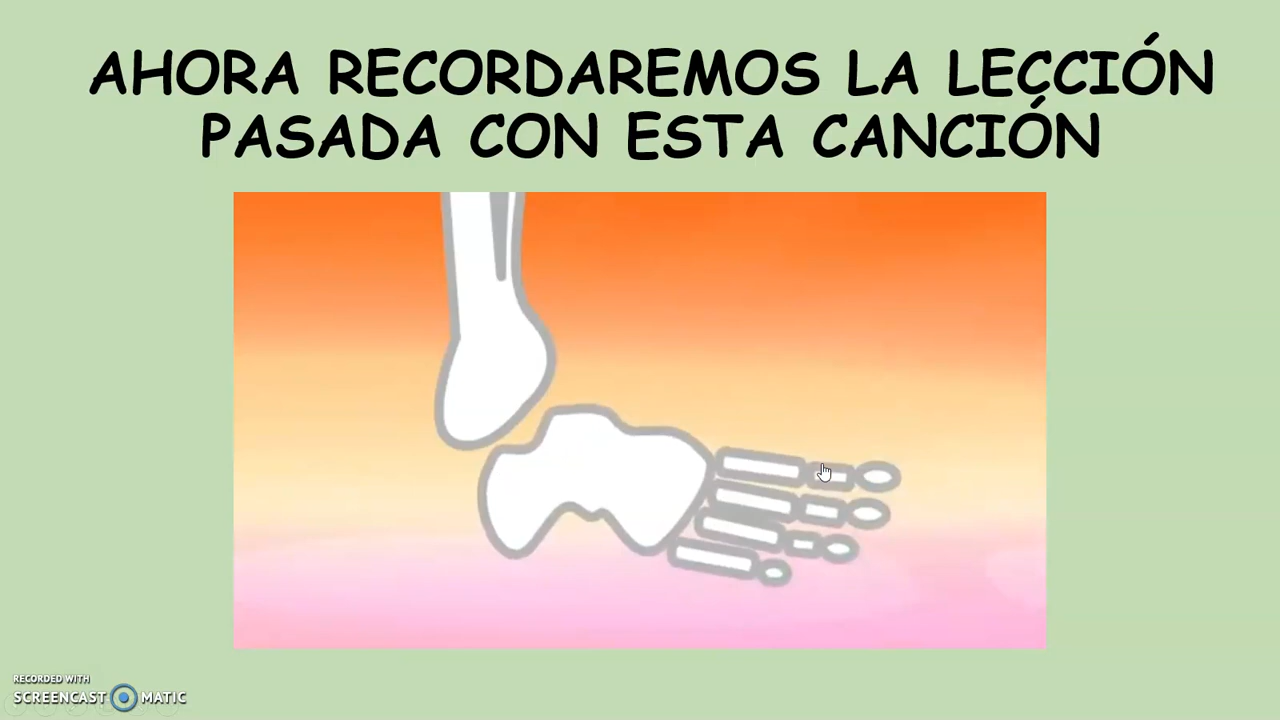 AHORA RECORDAREMOS LA LECCIÓN
PASADA CON ESTA CANCIÓN
RECORDED WITH
SCREENCAST MATIC